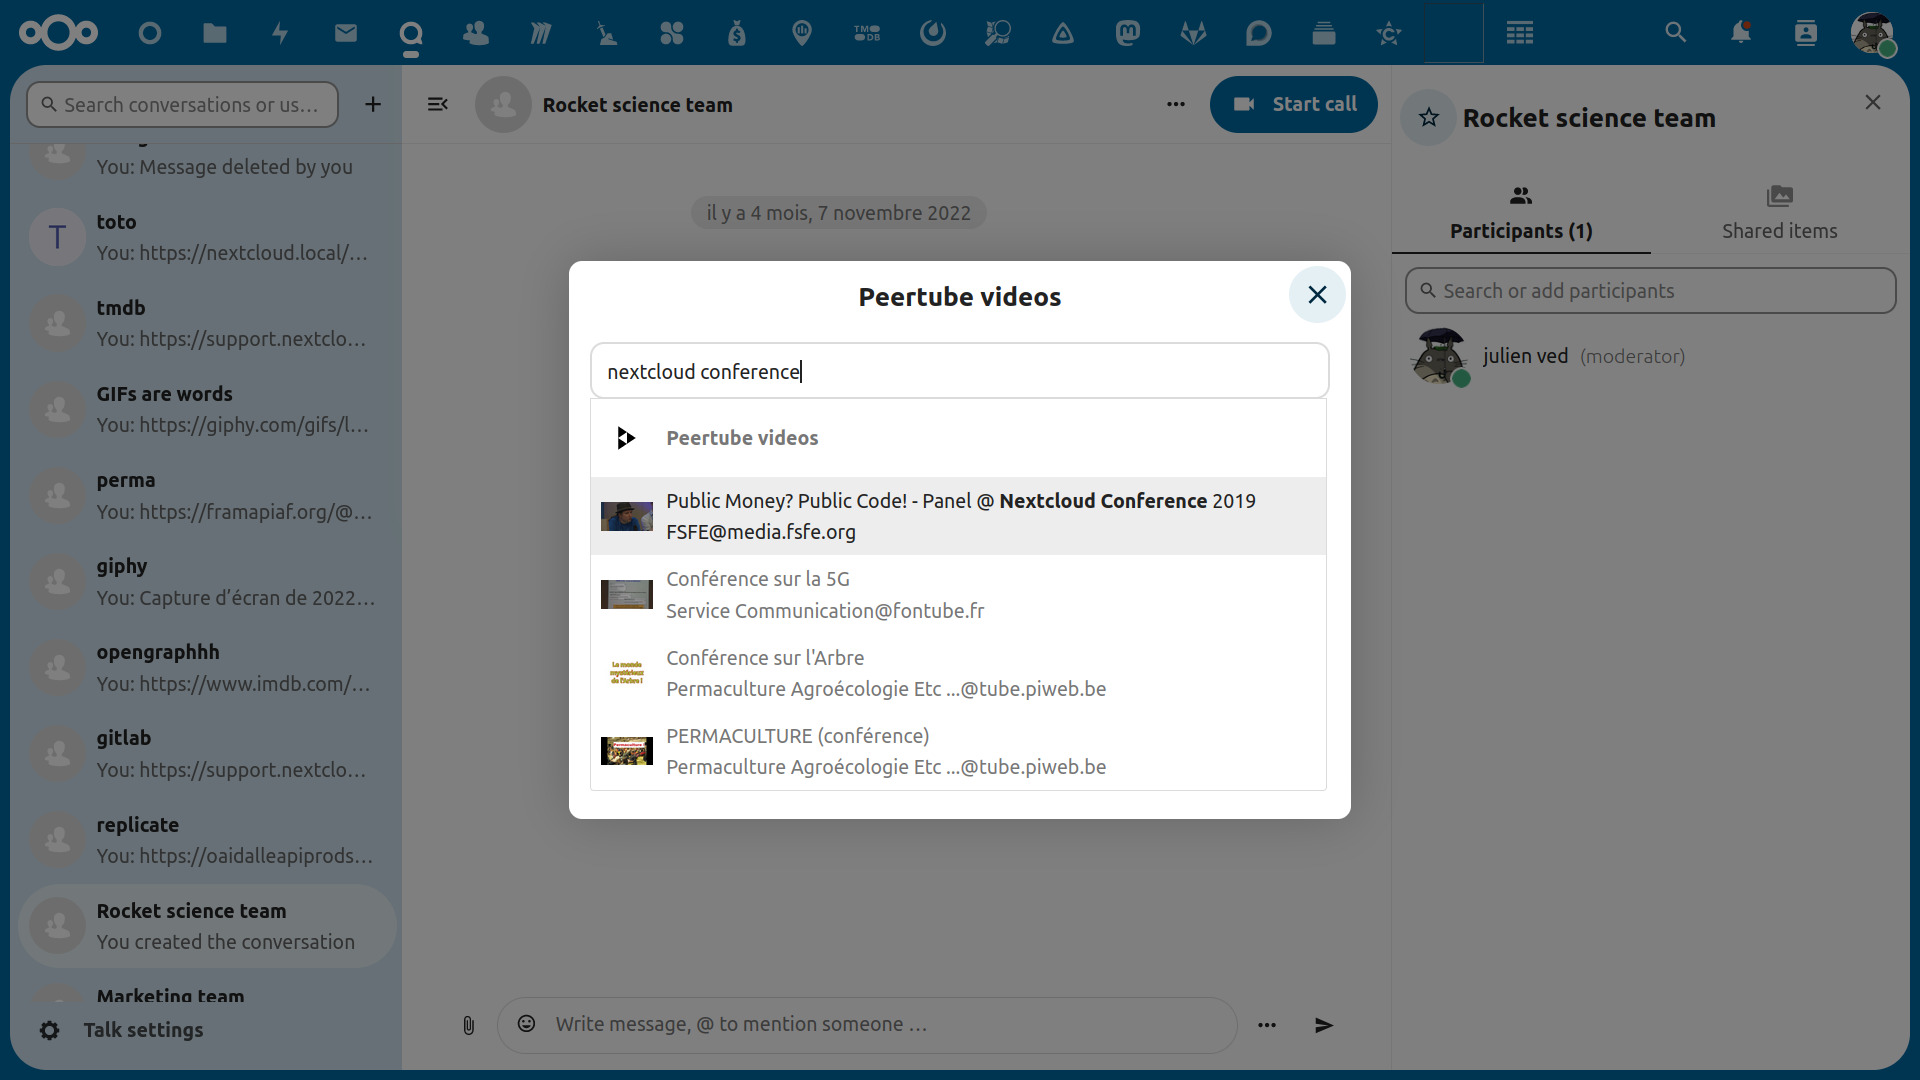 TMDB
Search conversations or us…
You: Message deleted by you
T
toto
You: https://nextcloud.local/…
tmdb
You: https://support.nextclo…
GIFs are words
You: https://giphy.com/gifs/l…
perma
You: https://framapiaf.org/@…
giphy
You: Capture d’écran de 2022…
opengraphhh
You: https://www.imdb.com/…
gitlab
You: https://support.nextclo…
replicate
You: https://oaidalleapiprods…
Rocket science team
You created the conversation
Marketing team
Talk settings
Rocket science team
Start call
il y a 4 mois, 7 novembre 2022
Peertube videos
nextcloud conference
Peertube videos
Public Money? Public Code! - Panel @ Nextcloud Conference 2019
FSFE@media.fsfe.org
Conférence sur la 5G
Service Communication@fontube.fr
Le monde
mystérieux
de l'Arbre !
Conférence sur l'Arbre
Permaculture Agroécologie Etc ...@tube.piweb.be
Permaculture
PERMACULTURE (conférence)
Permaculture Agroécologie Etc ...@tube.piweb.be
Write message, @ to mention someone …
Rocket science team
Participants (1)
Shared items
Search or add participants
julien ved (moderator)